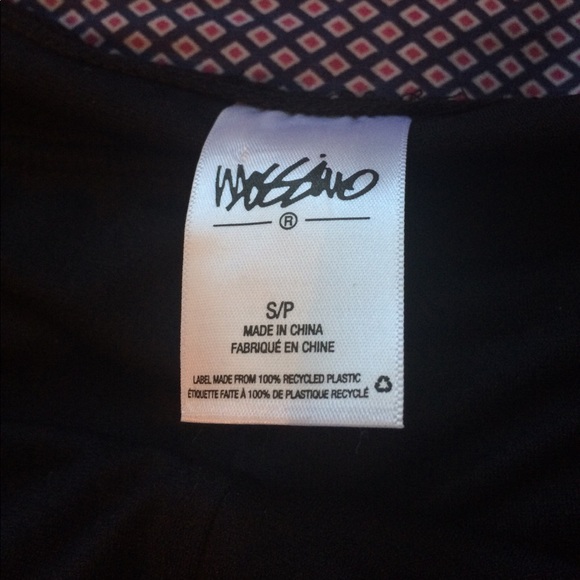 mossimo
®
S/P
MADE IN CHINA
FABRIQUÉ EN CHINE
LABEL MADE FROM 100% RECYCLED PLASTIC
ÉTIQUETTE FAITE À 100% DE PLASTIQUE RECYCLÉ